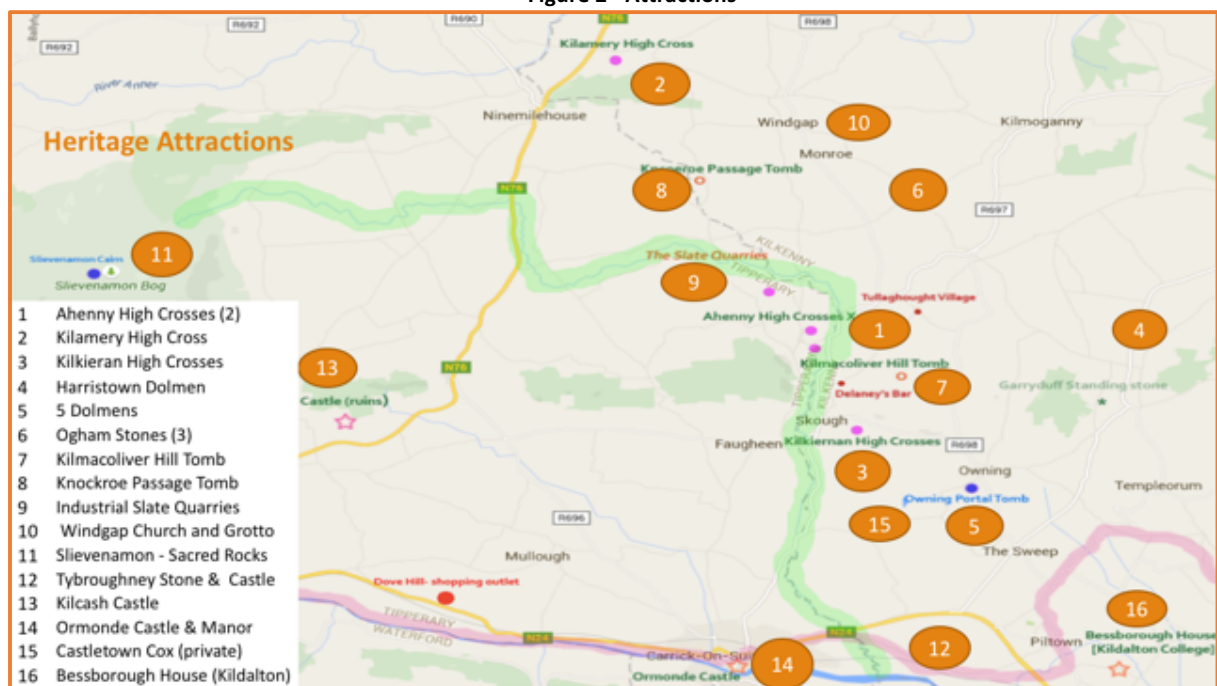 R692
R692
R690
N76
R698
Kilamery High Cross
2
River Anner
Ninemilehouse
Windgap
10
Kilmoganny
Heritage Attractions
Monroe
Knockroe Passage Tomb
8
6
N76
R697
KILKENNY
11
The Slate Quarries
TIPPERARY
Slievenamon Cairn
9
Slievenamon Bog
Tullaghought Village
Ahenny High Crosses X
1
4
Kilmacoliver Hill Tomb
13
N76
7
Garryduff Standing stone
Castle (ruins)
Delaney's Bar
KILKENNY
Skough
Faugheen
Kilkiernan High Crosses
R698
3
Owning
Templeorum
Owning Portal Tomb
R696
15
5
Mullough
The Sweep
Dove Hill- shopping outlet
16
TIPPERARY
WATERFORD
N24
N24
12
Piltown
Bessborough House
[Kildalton College]
14
Ormonde Castle
1 Ahenny High Crosses (2)
2 Kilamery High Cross
3 Kilkieran High Crosses
4 Harristown Dolmen
5 5 Dolmens
6 Ogham Stones (3)
7 Kilmacoliver Hill Tomb
8 Knockroe Passage Tomb
9 Industrial Slate Quarries
10 Windgap Church and Grotto
11 Slievenamon - Sacred Rocks
12 Tybroughney Stone & Castle
13 Kilcash Castle
14 Ormonde Castle & Manor
15 Castletown Cox (private)
16 Bessborough House (Kildalton)